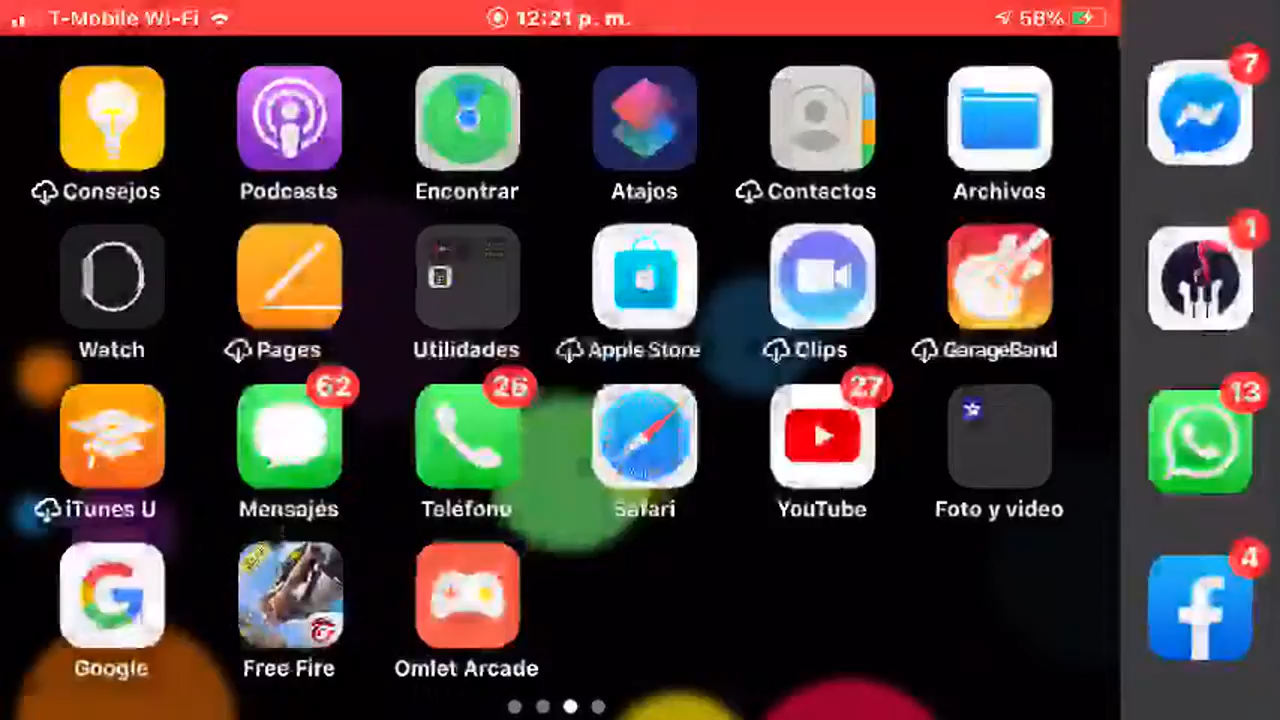 T-Mobile Wi-Fi 12:21 p. m. 58%
7
Consejos Podcasts Encontrar Atajos Contactos Archivos
1
Watch Pages Utilidades Apple Store Clips GarageBand
62 26 27 13
iTunes U Mensajes Teléfono Safari YouTube Foto y video
4
Google Free Fire Omlet Arcade